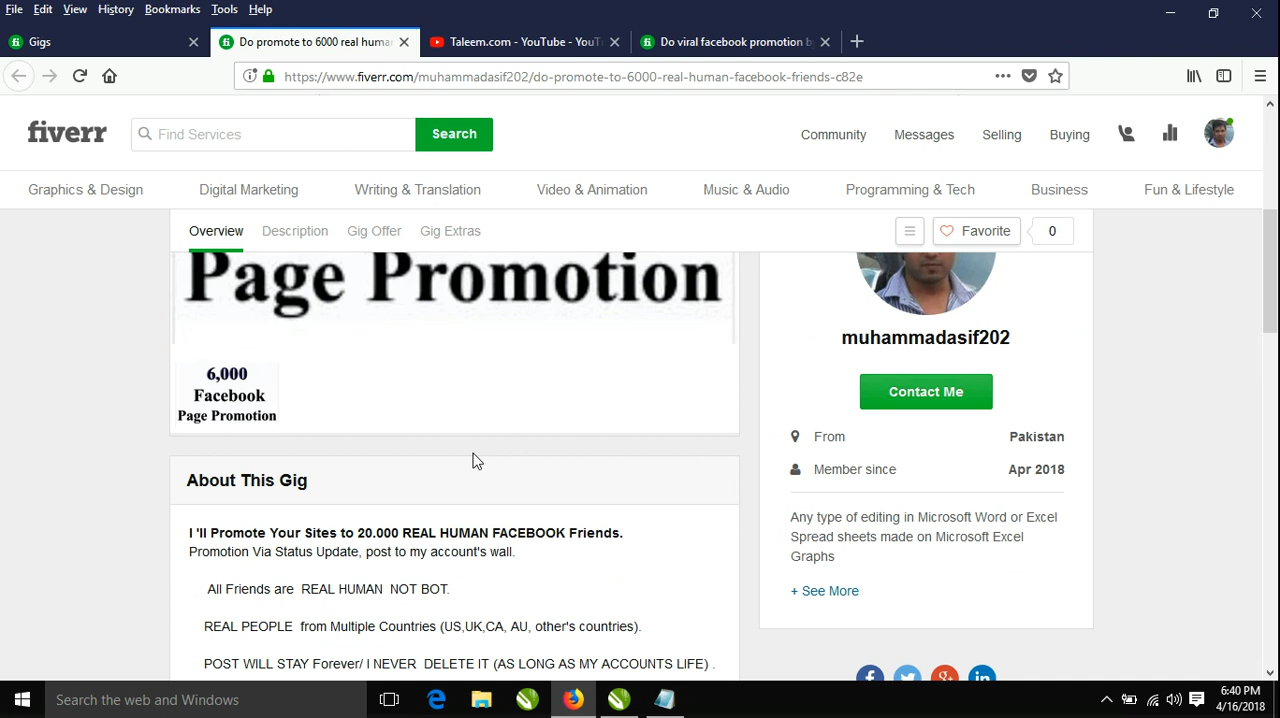 File Edit View History Bookmarks Tools Help
Gigs
Do promote to 6000 real huma
Taleem.com - YouTube - YouT
Do viral facebook promotion b
https://www.fiverr.com/muhammadasif202/do-promote-to-6000-real-human-facebook-friends-c82e
fiverr
Find Services
Search
Community Messages Selling Buying
Graphics & Design Digital Marketing Writing & Translation Video & Animation Music & Audio Programming & Tech Business Fun & Lifestyle
Overview Description Gig Offer Gig Extras
Favorite 0
Page Promotion
6,000
Facebook
Page Promotion
About This Gig
I 'll Promote Your Sites to 20.000 REAL HUMAN FACEBOOK Friends.
Promotion Via Status Update, post to my account's wall.
All Friends are REAL HUMAN NOT BOT.
REAL PEOPLE from Multiple Countries (US,UK,CA, AU, other's countries).
POST WILL STAY Forever/ I NEVER DELETE IT (AS LONG AS MY ACCOUNTS LIFE) .
muhammadasif202
Contact Me
From Pakistan
Member since Apr 2018
Any type of editing in Microsoft Word or Excel
Spread sheets made on Microsoft Excel
Graphs
+ See More
Search the web and Windows
6:40 PM
4/16/2018